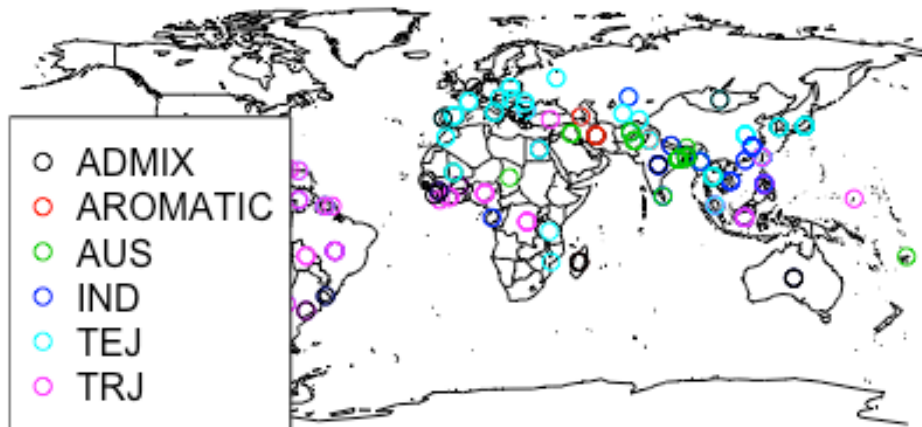 ADMIX
AROMATIC
AUS
IND
TEJ
TRJ